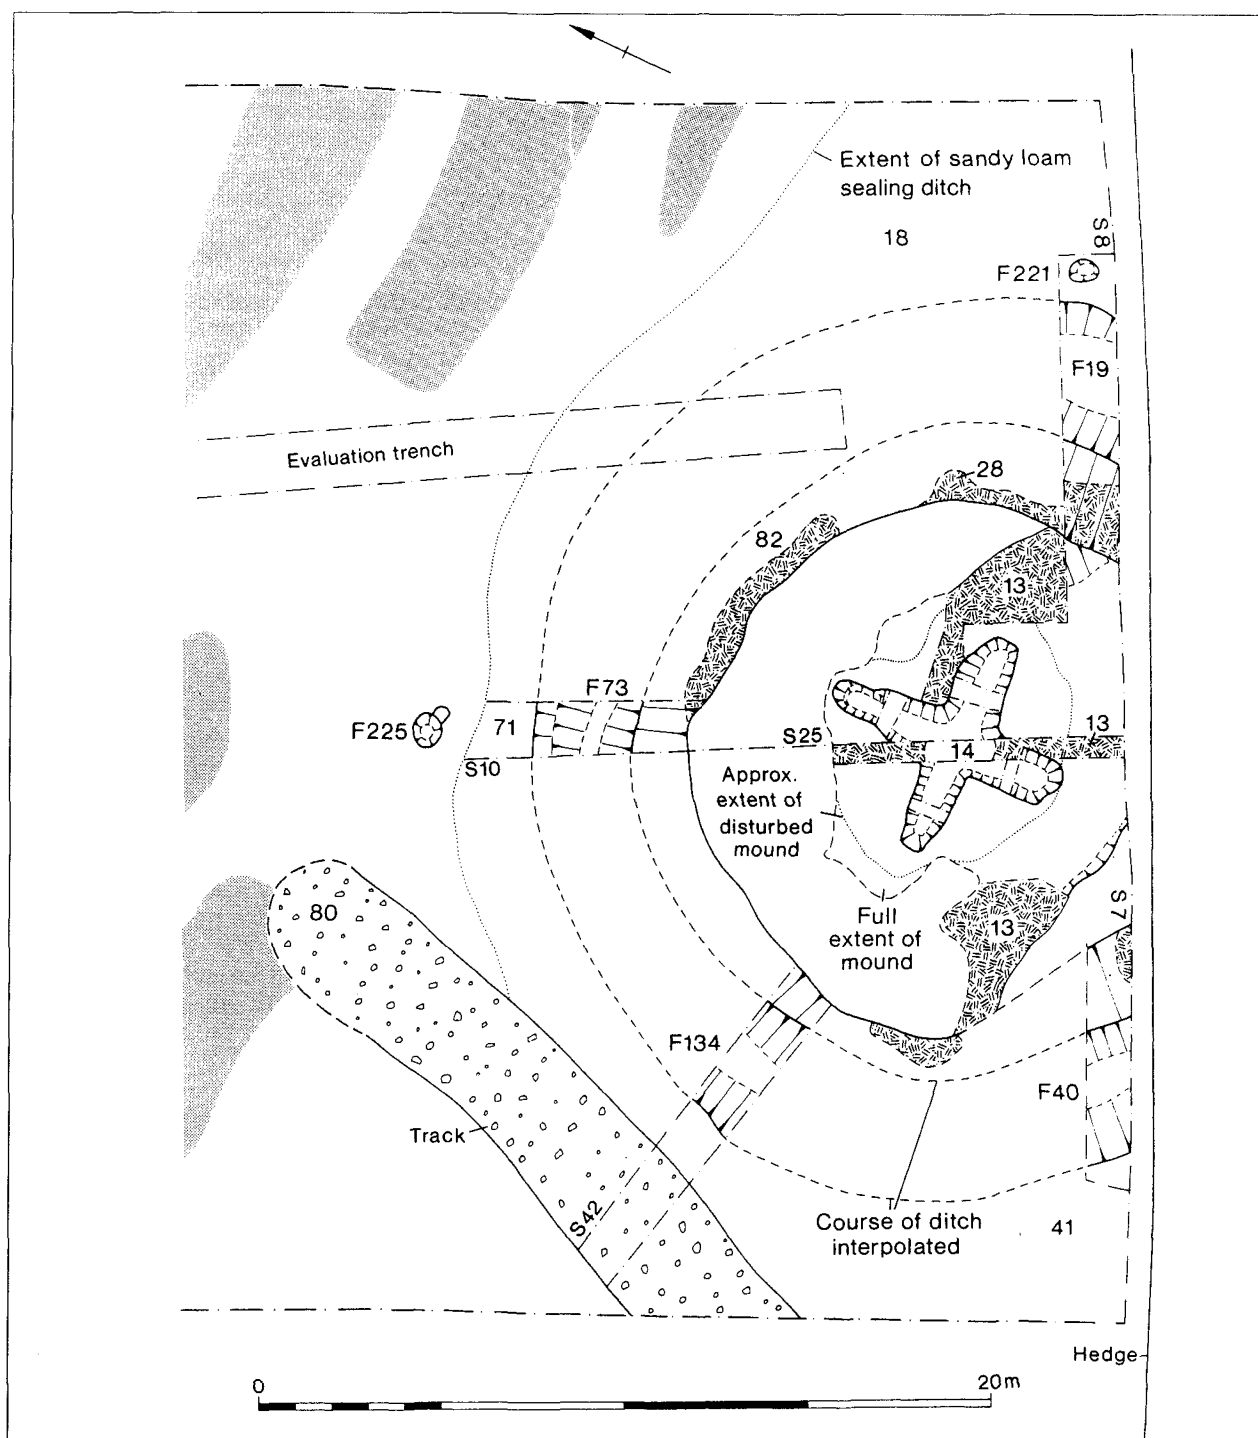 Extent of sandy loam
sealing ditch
18
S8
F221
F19
Evaluation trench
28
82
13
F73
F225
71
S25
13
14
S10
Approx.
extent of
disturbed
mound
S7
80
Full
extent of
mound
13
F134
F40
Track
S42
Course of ditch
interpolated
41
Hedge
0
20m